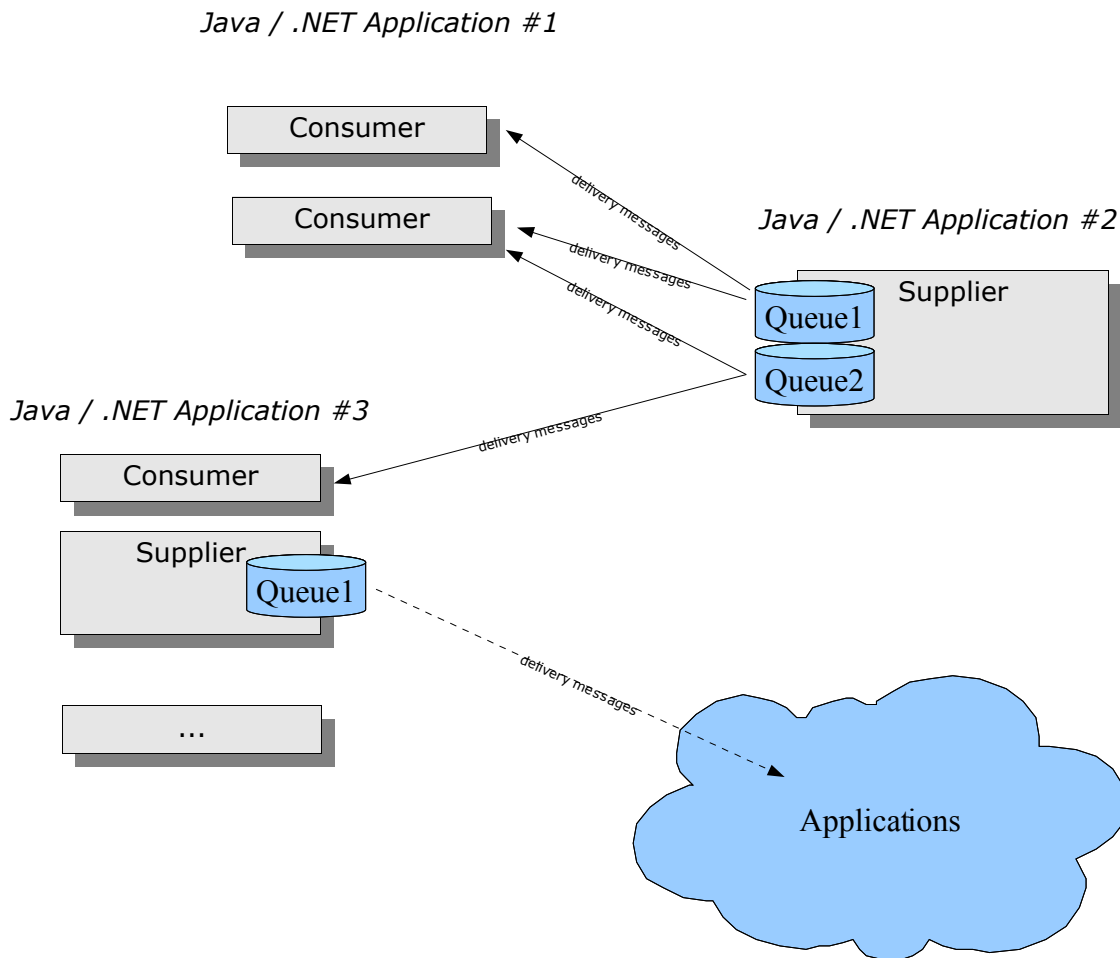 Java / .NET Application #1
Consumer
Consumer
delivery messages
delivery messages
delivery messages
Java / .NET Application #2
Supplier
Queue1
Queue2
Java / .NET Application #3
delivery messages
Consumer
Supplier
Queue1
delivery messages
...
Applications